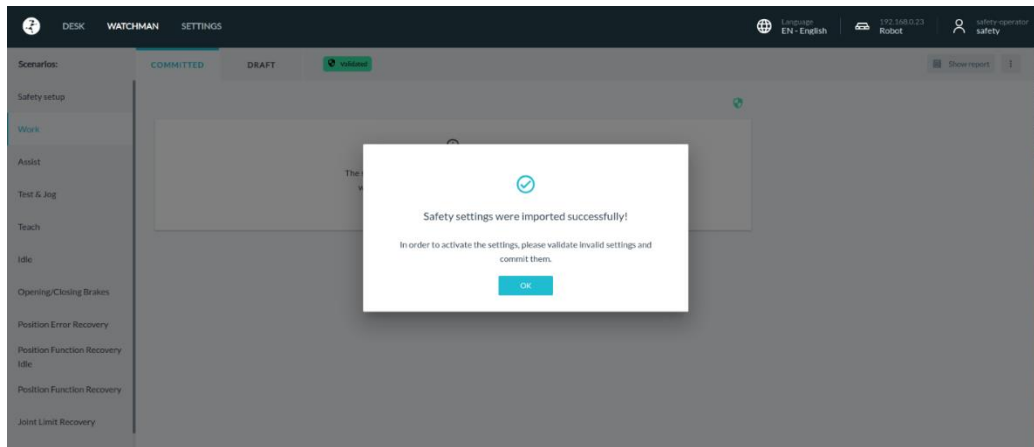 DESK WATCHMAN SETTINGS
Language
EN - English
192.168.0.23
Robot
safety-operator
safety
Scenarios:
COMMITTED DRAFT Validated
Show report
Safety setup
Work
Assist
The
Test & Jog
w
Teach
Idle
Opening/Closing Brakes
Position Error Recovery
Position Function Recovery
Idle
Position Function Recovery
Joint Limit Recovery
Safety settings were imported successfully!
In order to activate the settings, please validate invalid settings and
commit them.
OK